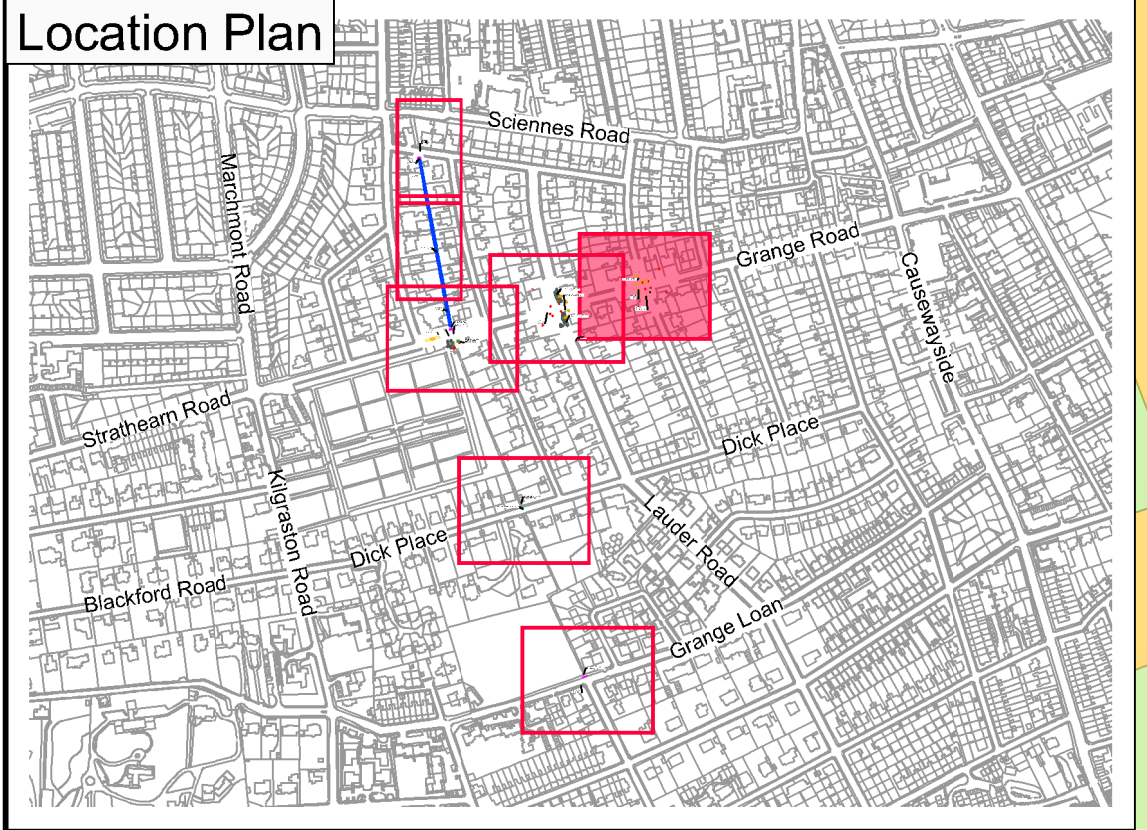 Location Plan
Sciennes Road
Marchmont Road
Grange Road
Causewayside
Strathearn Road
Dick Place
Kilgraston Road
Lauder Road
Dick Place
Blackford Road
Grange Loan